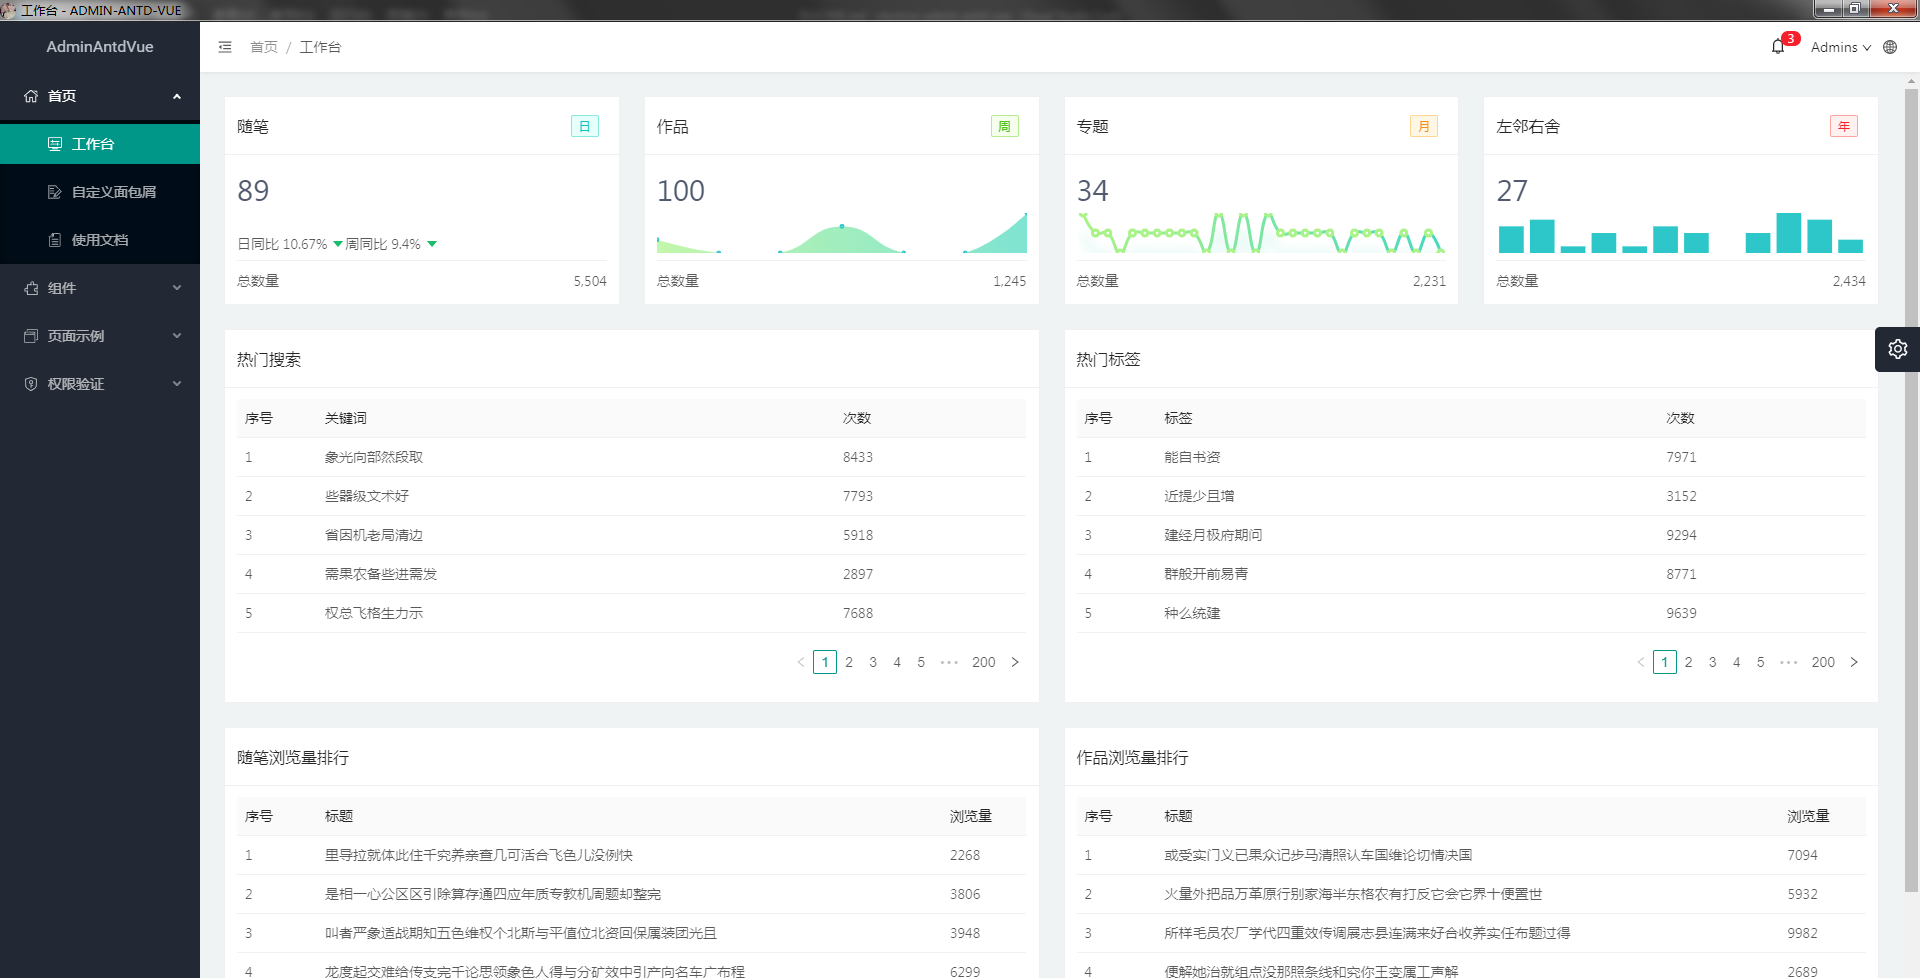 工作台 - ADMIN-ANTD-VUE
AdminAntdVue
首页
工作台
自定义面包屑
使用文档
组件
页面示例
权限验证
首页 / 工作台
3
Admins
随笔 日
89
日同比 10.67% 周同比 9.4%
总数量 5,504
作品 周
100
总数量 1,245
专题 月
34
总数量 2,231
左邻右舍 年
27
总数量 2,434
热门搜索
序号 关键词 次数
1 象光向部然段取 8433
2 些器级文术好 7793
3 省因机老局清边 5918
4 需果农备些进需发 2897
5 权总飞格生力示 7688
< 1 2 3 4 5 ••• 200 >
热门标签
序号 标签 次数
1 能自书资 7971
2 近提少且增 3152
3 建经月极府期问 9294
4 群般开前易青 8771
5 种么统建 9639
< 1 2 3 4 5 ••• 200 >
随笔浏览量排行
序号 标题 浏览量
1 里导拉就体此住千究养亲查几可活合飞色儿没例快 2268
2 是相一心公区区引除算存通四应年质专教机周题却整完 3806
3 叫者严象适战期知五色维权个北斯与平值位北资回保属装团光且 3948
4 龙度起交难给传支完千论思领象色人得与分矿效中引产向名车广布程 6299
作品浏览量排行
序号 标题 浏览量
1 或受实门义已果众记步马清照认车国维论切情决国 7094
2 火量外把品万革原行别家海半东格农有打反它会它界十便置世 5932
3 所样毛员农厂学代四重效传调展志县连满来好合收养实任布题过得 9982
4 便解她治就组点没那照条线和究你王变属工声解 2689